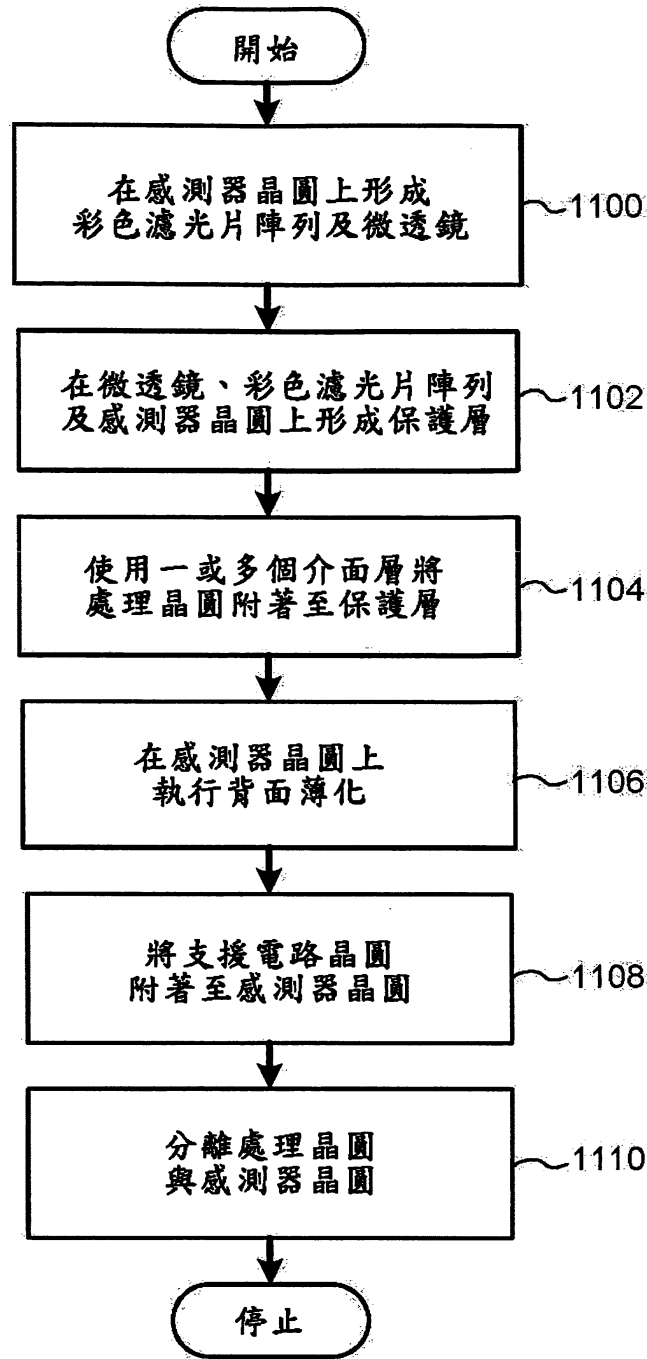 開始
在感測器晶圓上形成
彩色濾光片陣列及微透鏡
1100
在微透鏡、彩色濾光片陣列
及感測器晶圓上形成保護層
1102
使用一或多個介面層將
處理晶圓附著至保護層
1104
在感測器晶圓上
執行背面薄化
1106
將支援電路晶圓
附著至感測器晶圓
1108
分離處理晶圓
與感測器晶圓
1110
停止